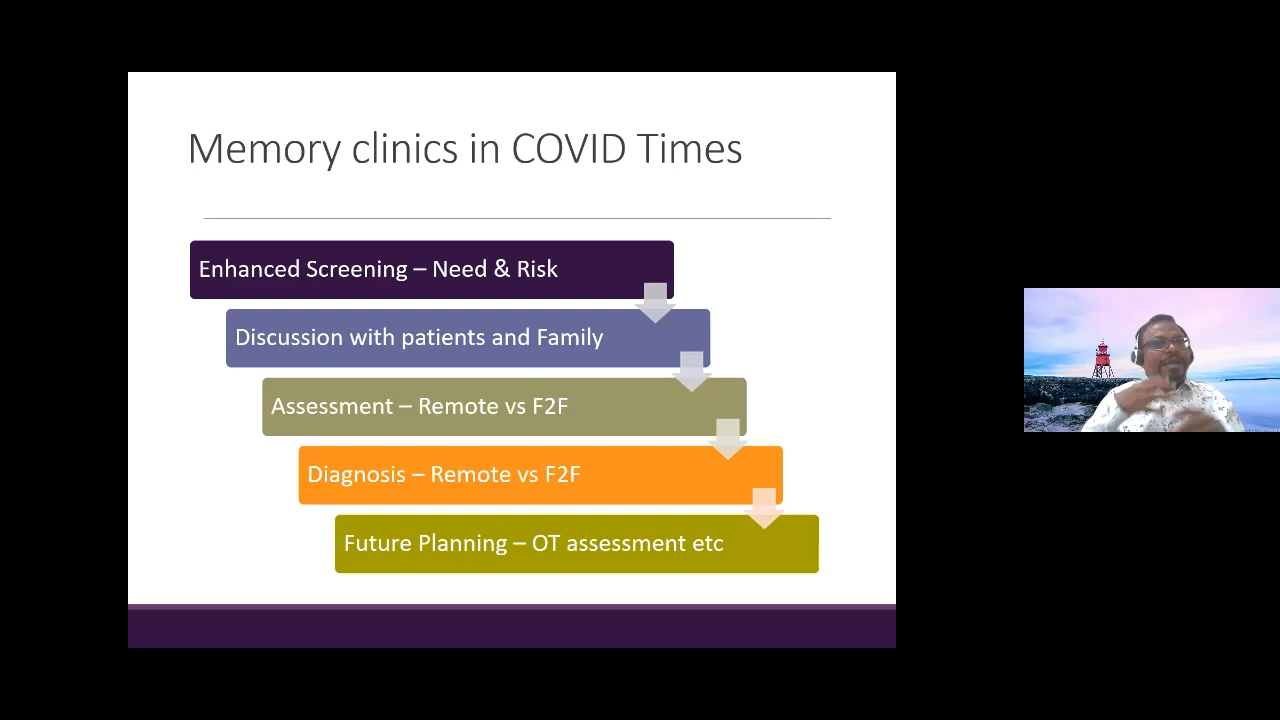 Memory clinics in COVID Times
Enhanced Screening – Need & Risk
Discussion with patients and Family
Assessment – Remote vs F2F
Diagnosis – Remote vs F2F
Future Planning – OT assessment etc